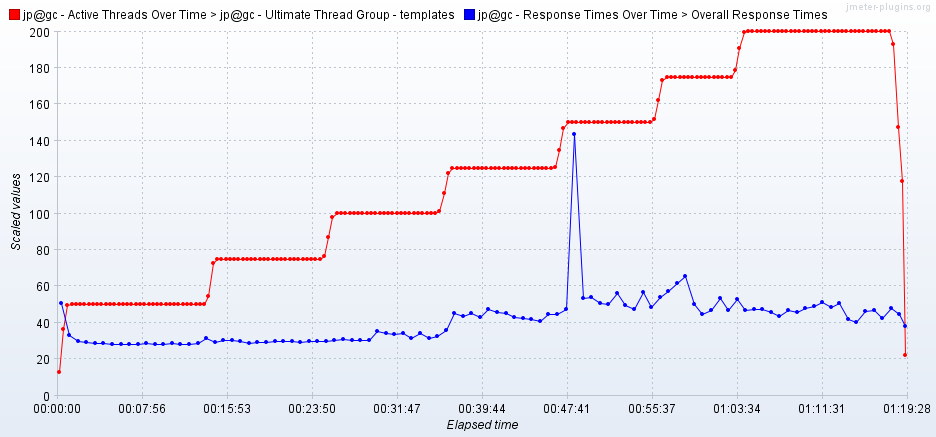 jp@gc - Active Threads Over Time > jp@gc - Ultimate Thread Group - templates jp@gc - Response Times Over Time > Overall Response Times
jmeter-plugins.org
200
180
160
140
120
100
80
60
40
20
0
Scaled values
00:00:00 00:07:56 00:15:53 00:23:50 00:31:47 00:39:44 00:47:41 00:55:37 01:03:34 01:11:31 01:19:28
Elapsed time